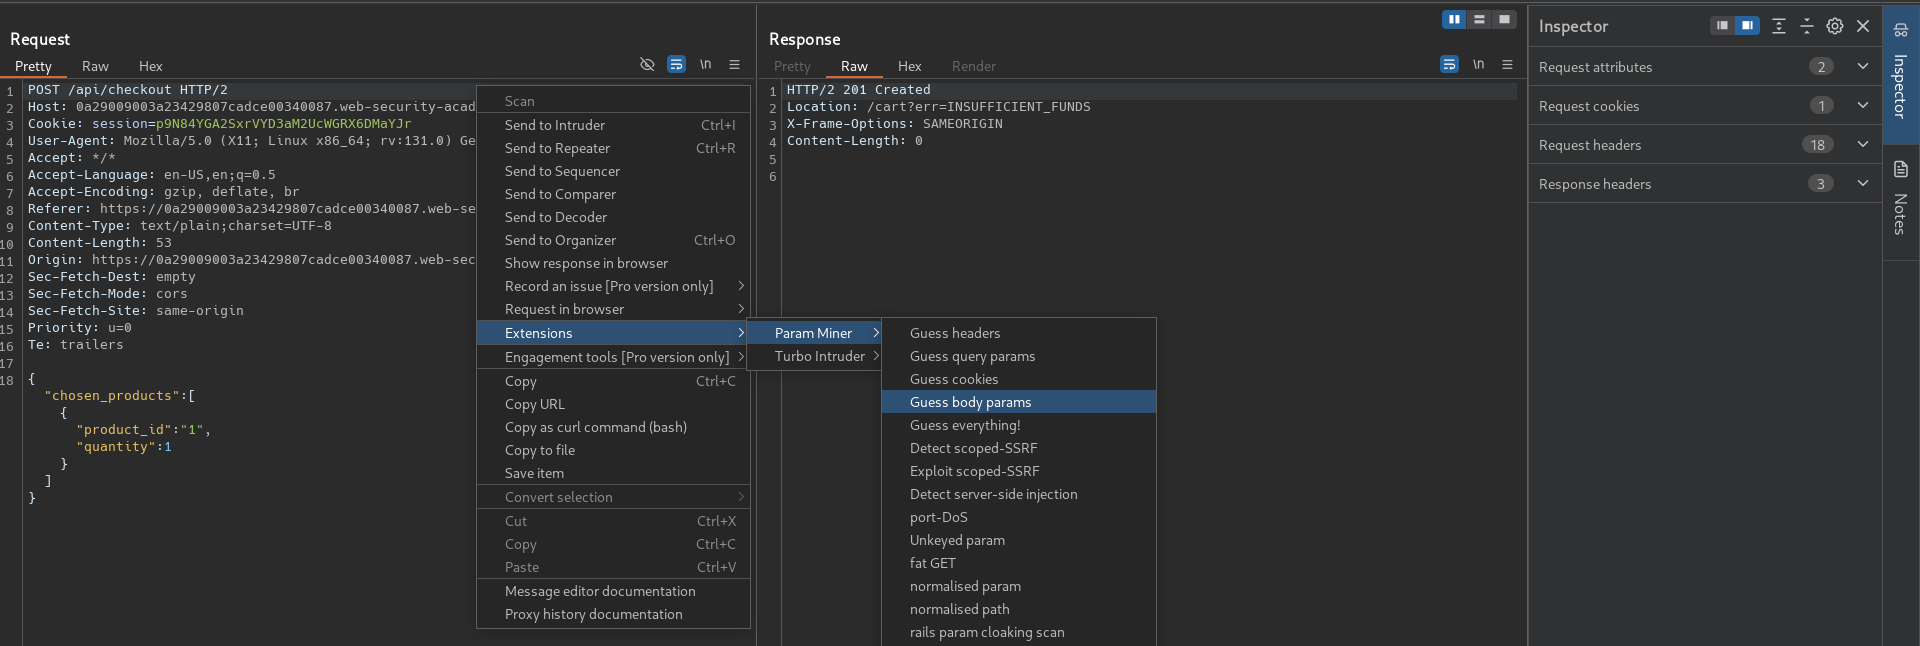 Request
Pretty Raw Hex \n
1 POST /api/checkout HTTP/2
2 Host: 0a29009003a23429807cadce00340087.web-security-acad
3 Cookie: session=p9N84YGA2SxrVYD3aM2UcWGRX6DMaYJr
4 User-Agent: Mozilla/5.0 (X11; Linux x86_64; rv:131.0) Ge
5 Accept: */*
6 Accept-Language: en-US,en;q=0.5
7 Accept-Encoding: gzip, deflate, br
8 Referer: https://0a29009003a23429807cadce00340087.web-se
9 Content-Type: text/plain;charset=UTF-8
10 Content-Length: 53
11 Origin: https://0a29009003a23429807cadce00340087.web-sec
12 Sec-Fetch-Dest: empty
13 Sec-Fetch-Mode: cors
14 Sec-Fetch-Site: same-origin
15 Priority: u=0
16 Te: trailers
17
18 {
"chosen_products":[
{
"product_id":"1",
"quantity":1
}
]
}
Scan
Send to Intruder Ctrl+I
Send to Repeater Ctrl+R
Send to Sequencer
Send to Comparer
Send to Decoder
Send to Organizer Ctrl+O
Show response in browser
Record an issue [Pro version only]
Request in browser
Extensions
Engagement tools [Pro version only]
Copy Ctrl+C
Copy URL
Copy as curl command (bash)
Copy to file
Save item
Convert selection
Cut Ctrl+X
Copy Ctrl+C
Paste Ctrl+V
Message editor documentation
Proxy history documentation
Param Miner
Turbo Intruder
Guess headers
Guess query params
Guess cookies
Guess body params
Guess everything!
Detect scoped-SSRF
Exploit scoped-SSRF
Detect server-side injection
port-DoS
Unkeyed param
fat GET
normalised param
normalised path
rails param cloaking scan
Response
Pretty Raw Hex Render \n
1 HTTP/2 201 Created
2 Location: /cart?err=INSUFFICIENT_FUNDS
3 X-Frame-Options: SAMEORIGIN
4 Content-Length: 0
5
6
Inspector
Request attributes 2
Request cookies 1
Request headers 18
Response headers 3
Inspector
Notes